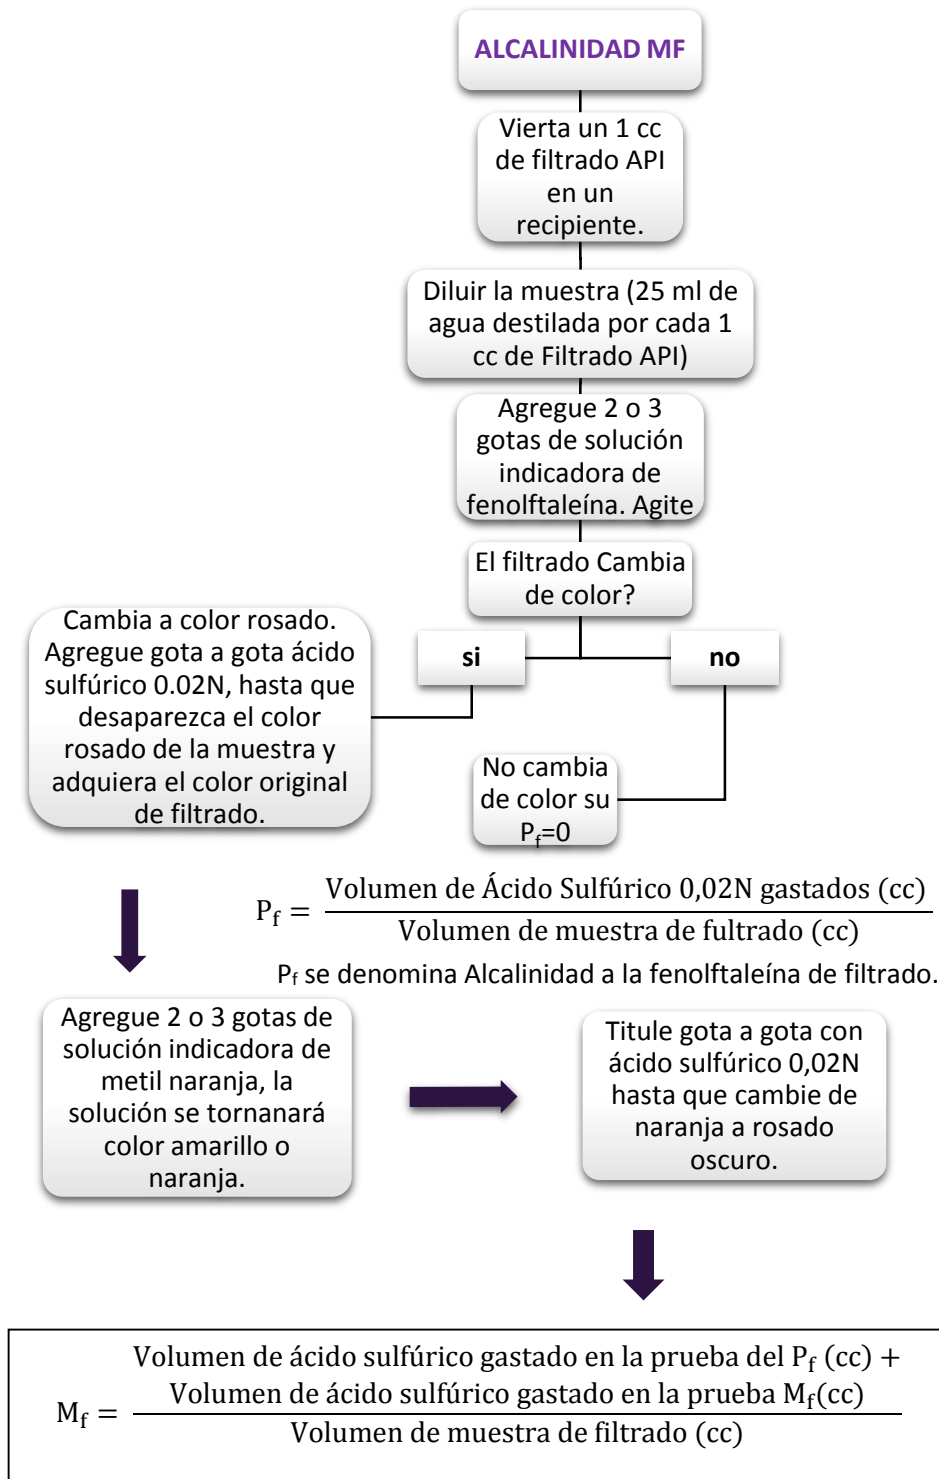 ALCALINIDAD MF
Vierta un 1 cc
de filtrado API
en un
recipiente.
Diluir la muestra (25 ml de
agua destilada por cada 1
cc de Filtrado API)
Agregue 2 o 3
gotas de solución
indicadora de
fenolftaleína. Agite
El filtrado Cambia
de color?
si
no
Cambia a color rosado.
Agregue gota a gota ácido
sulfúrico 0.02N, hasta que
desaparezca el color
rosado de la muestra y
adquiera el color original
de filtrado.
No cambia
de color su
P_f=0
P_f = Volumen de Ácido Sulfúrico 0,02N gastados (cc)
Volumen de muestra de fultrado (cc)
P_f se denomina Alcalinidad a la fenolftaleína de filtrado.
Agregue 2 o 3 gotas de
solución indicadora de
metil naranja, la
solución se tornanará
color amarillo o
naranja.
Titule gota a gota con
ácido sulfúrico 0,02N
hasta que cambie de
naranja a rosado
oscuro.
Volumen de ácido sulfúrico gastado en la prueba del P_f (cc) +
Volumen de ácido sulfúrico gastado en la prueba M_f(cc)
M_f =
Volumen de muestra de filtrado (cc)